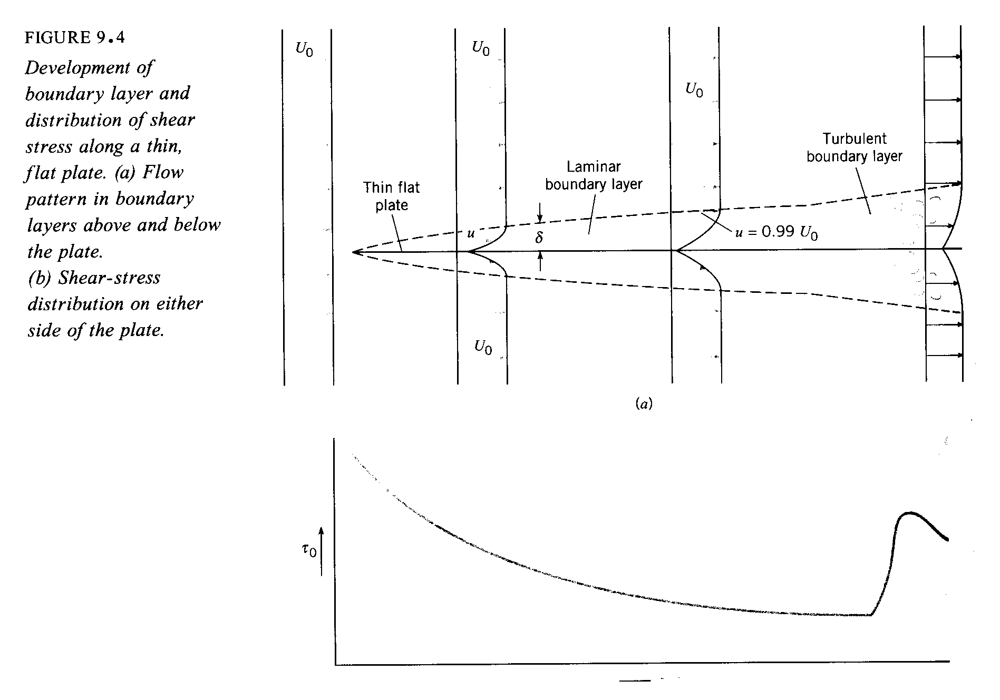 FIGURE 9.4
Development of
boundary layer and
distribution of shear
stress along a thin,
flat plate. (a) Flow
pattern in boundary
layers above and below
the plate.
(b) Shear-stress
distribution on either
side of the plate.
U₀
U₀
U₀
Turbulent
boundary layer
Laminar
boundary layer
Thin flat
plate
u
δ
u = 0.99 U₀
U₀
(a)
τ₀